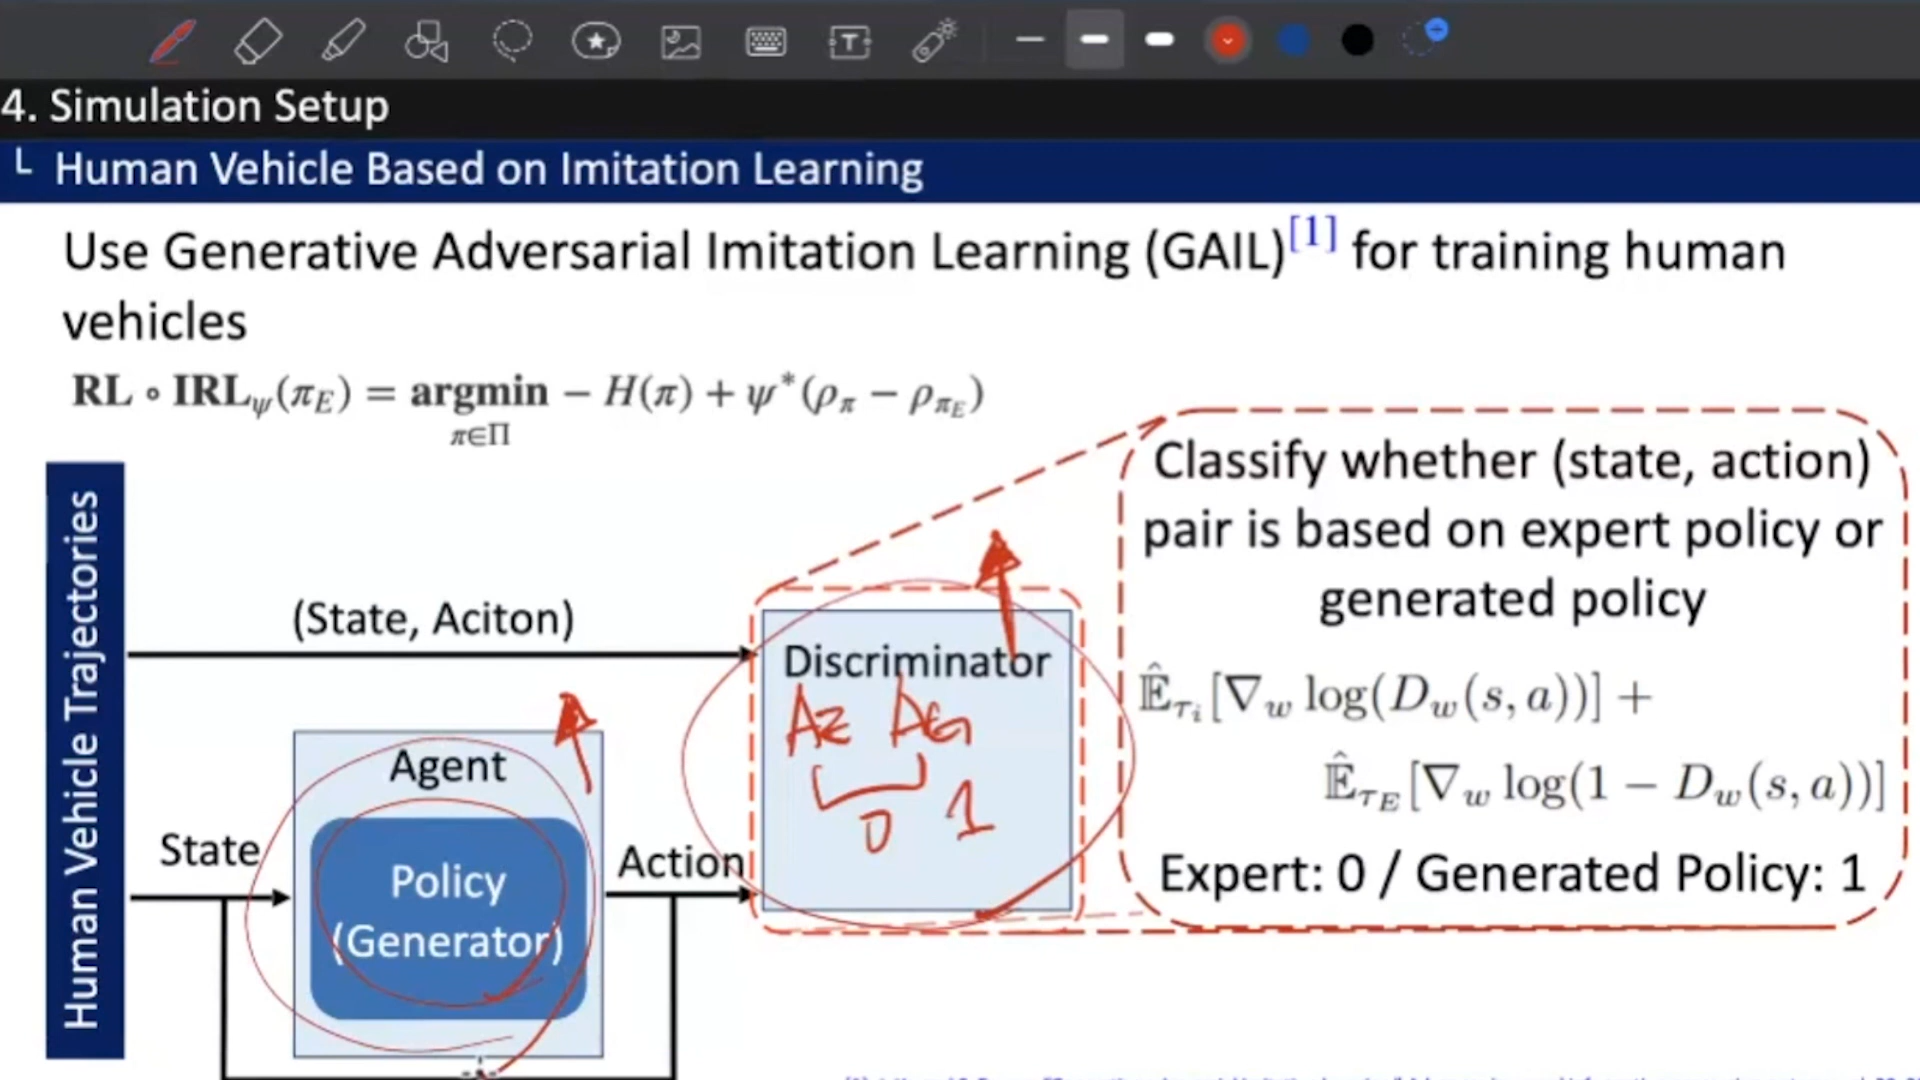 4. Simulation Setup
└ Human Vehicle Based on Imitation Learning
Use Generative Adversarial Imitation Learning (GAIL)[1] for training human
vehicles
RL ∘ IRLψ(πE) = argmin − H(π) + ψ*(ρπ − ρπE)
π∈Π
Human Vehicle Trajectories
(State, Aciton)
State
Agent
Policy
(Generator)
Action
Discriminator
0 1
Classify whether (state, action)
pair is based on expert policy or
generated policy
Êτi[∇w log(Dw(s, a))] +
ÊτE[∇w log(1 − Dw(s, a))]
Expert: 0 / Generated Policy: 1